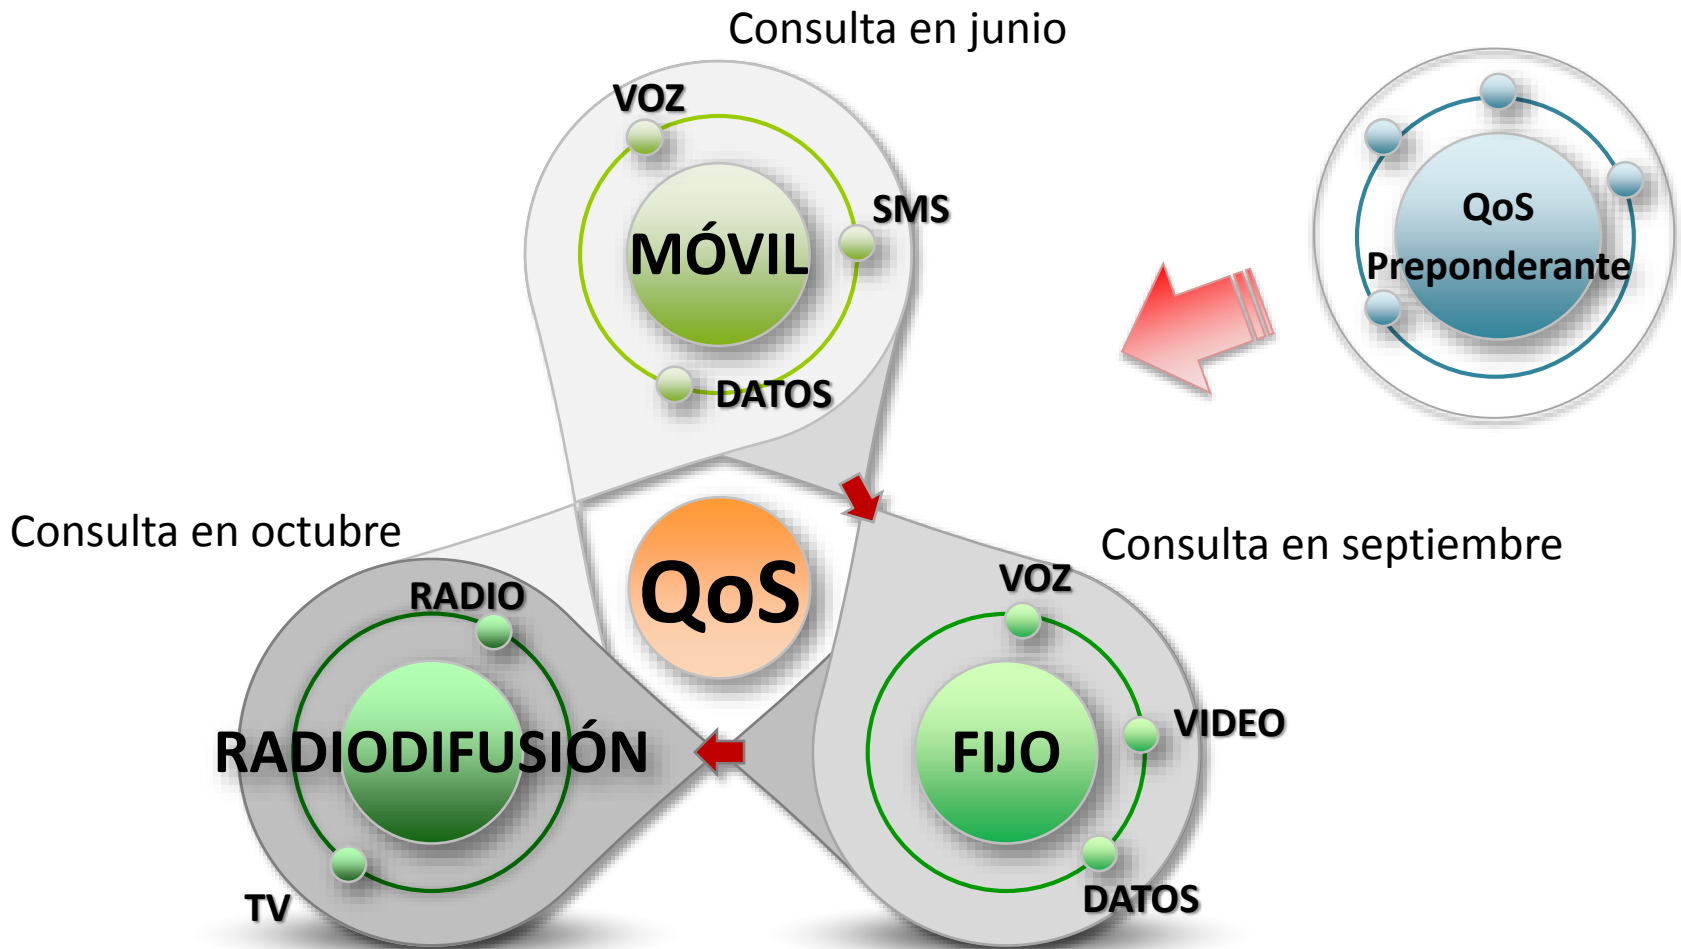 Consulta en junio
VOZ
SMS
MÓVIL
DATOS
QoS
Preponderante
Consulta en octubre
QoS
Consulta en septiembre
RADIO
RADIODIFUSIÓN
TV
VOZ
VIDEO
FIJO
DATOS